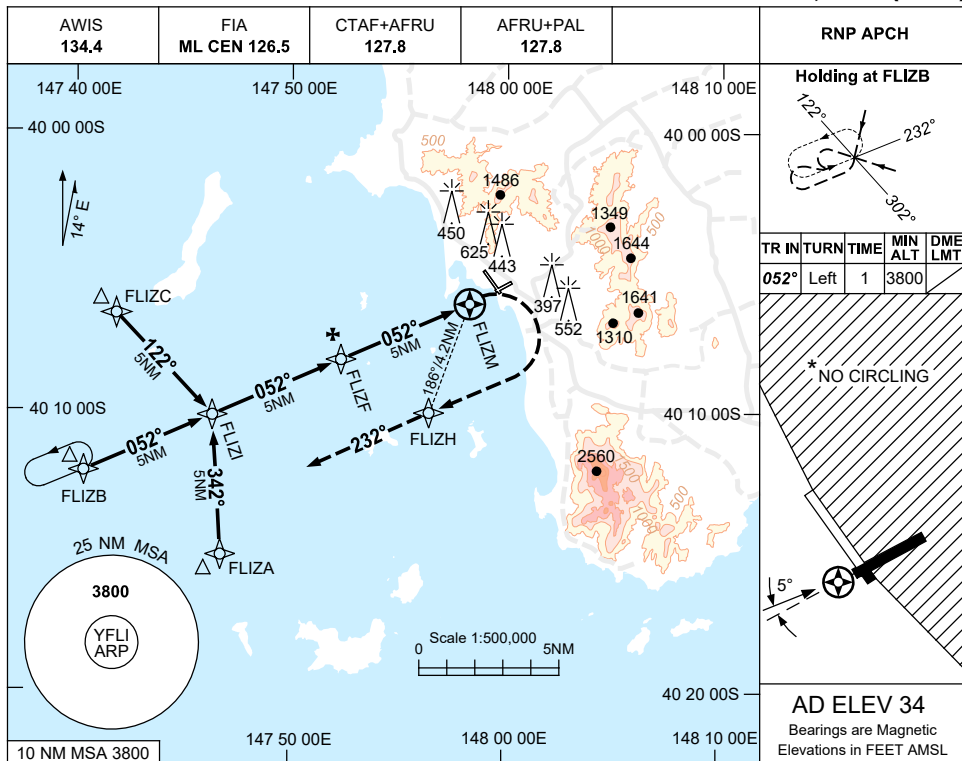 AWIS
134.4
FIA
ML CEN 126.5
CTAF+AFRU
127.8
AFRU+PAL
127.8
RNP APCH
147 40 00E
147 50 00E
148 00 00E
148 10 00E
40 00 00S
40 00 00S
14° E
500
1486
450
625
443
1349
500
1000
1644
397
552
1641
1310
FLIZC
122°
5NM
052°
5NM
FLIZM
052°
5NM
FLIZF
186°/4.2NM
40 10 00S
40 10 00S
FLIZI
FLIZH
052°
5NM
232°
FLIZB
342°
5NM
FLIZA
2560
500
500
1000
25 NM MSA
3800
YFLI
ARP
Scale 1:500,000
0
5NM
40 20 00S
10 NM MSA 3800
147 50 00E
148 00 00E
148 10 00E
Holding at FLIZB
122°
232°
302°
TR IN TURN TIME MIN ALT DME LMT
052° Left 1 3800
*NO CIRCLING
5°
AD ELEV 34
Bearings are Magnetic
Elevations in FEET AMSL